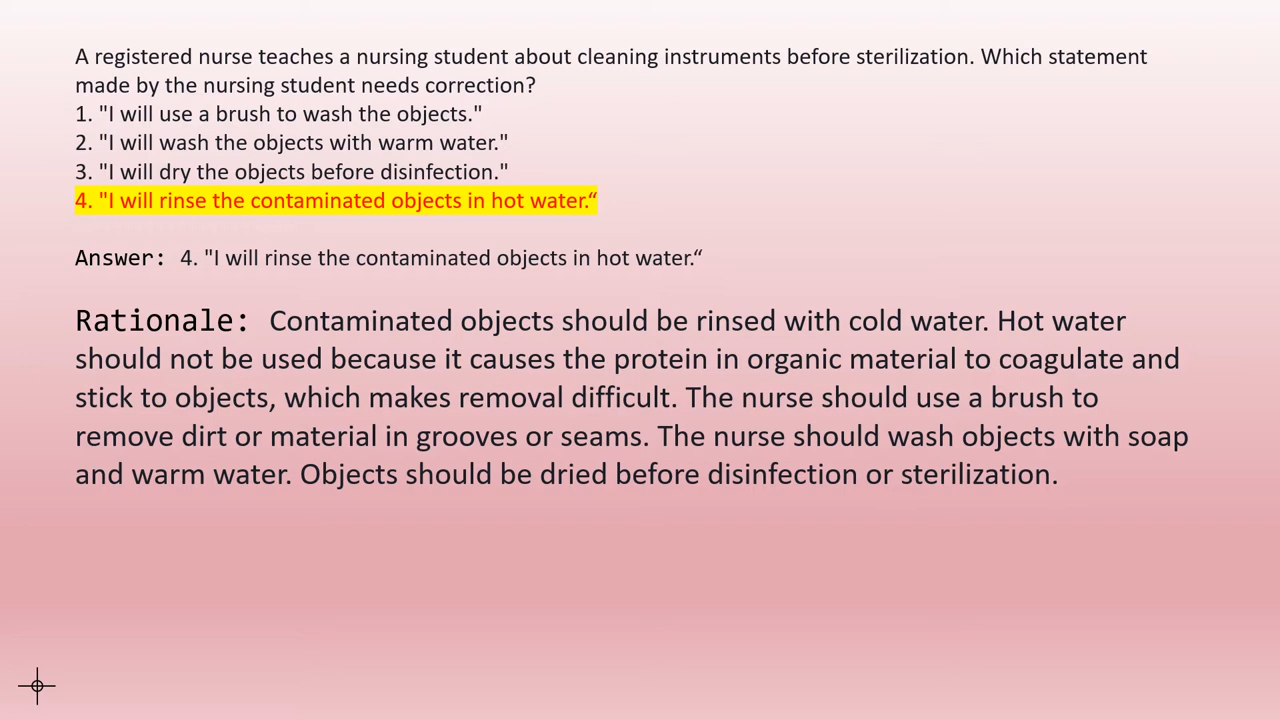 A registered nurse teaches a nursing student about cleaning instruments before sterilization. Which statement
made by the nursing student needs correction?
1. "I will use a brush to wash the objects."
2. "I will wash the objects with warm water."
3. "I will dry the objects before disinfection."
4. "I will rinse the contaminated objects in hot water.“
Answer: 4. "I will rinse the contaminated objects in hot water.“
Rationale: Contaminated objects should be rinsed with cold water. Hot water
should not be used because it causes the protein in organic material to coagulate and
stick to objects, which makes removal difficult. The nurse should use a brush to
remove dirt or material in grooves or seams. The nurse should wash objects with soap
and warm water. Objects should be dried before disinfection or sterilization.